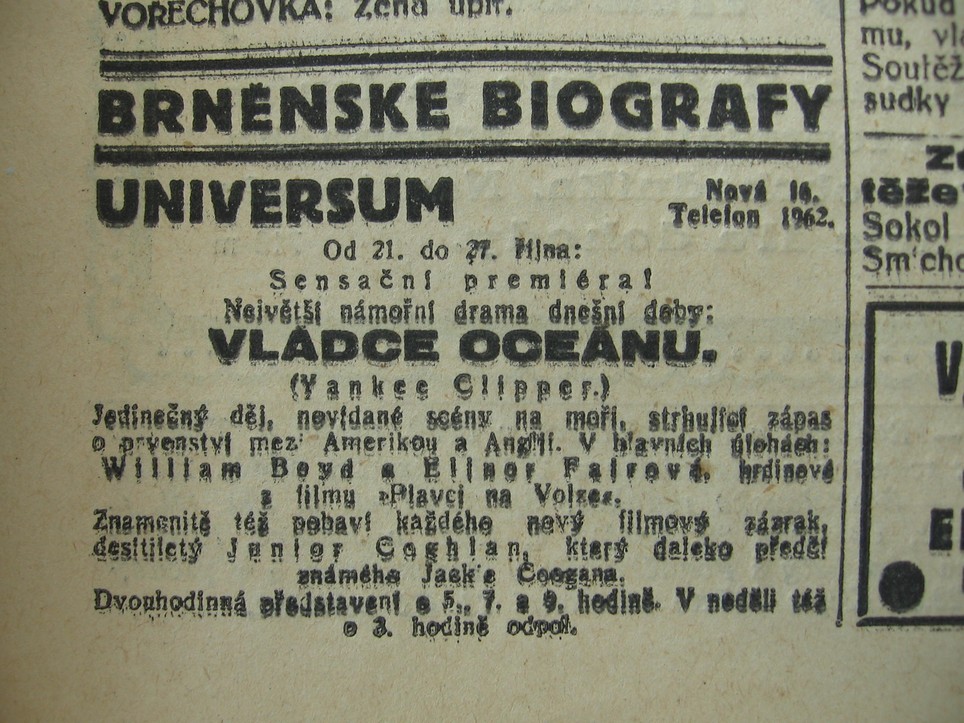 VOŘECHOVKA: Žena upír.
BRNĚNSKE BIOGRAFY
UNIVERSUM
Nová 16.
Telefon 1962.
Od 21. do 27. října:
Sensační premiéra!
Největší námořní drama dnešní doby:
VLÁDCE OCEÁNU.
(Yankee Clipper.)
Jedinečný děj, nevídané scény na moři, strhující zápas
o prvenství mezi Amerikou a Anglií. V hlavních úlohách:
William Boyd a Elinor Fairová, hrdinové
z filmu »Plavci na Volze«.
Znamenitě též pobaví každého nový filmový zázrak,
desítiletý Junior Coghlan, který daleko předčí
známého Jack'e Coogana.
Dvouhodinná představení o 5., 7. a 9. hodině. V neděli též
o 3. hodině odpol.
Pokud
mu,
Soutěž
sudky
těže
Sokol
Sm'cho